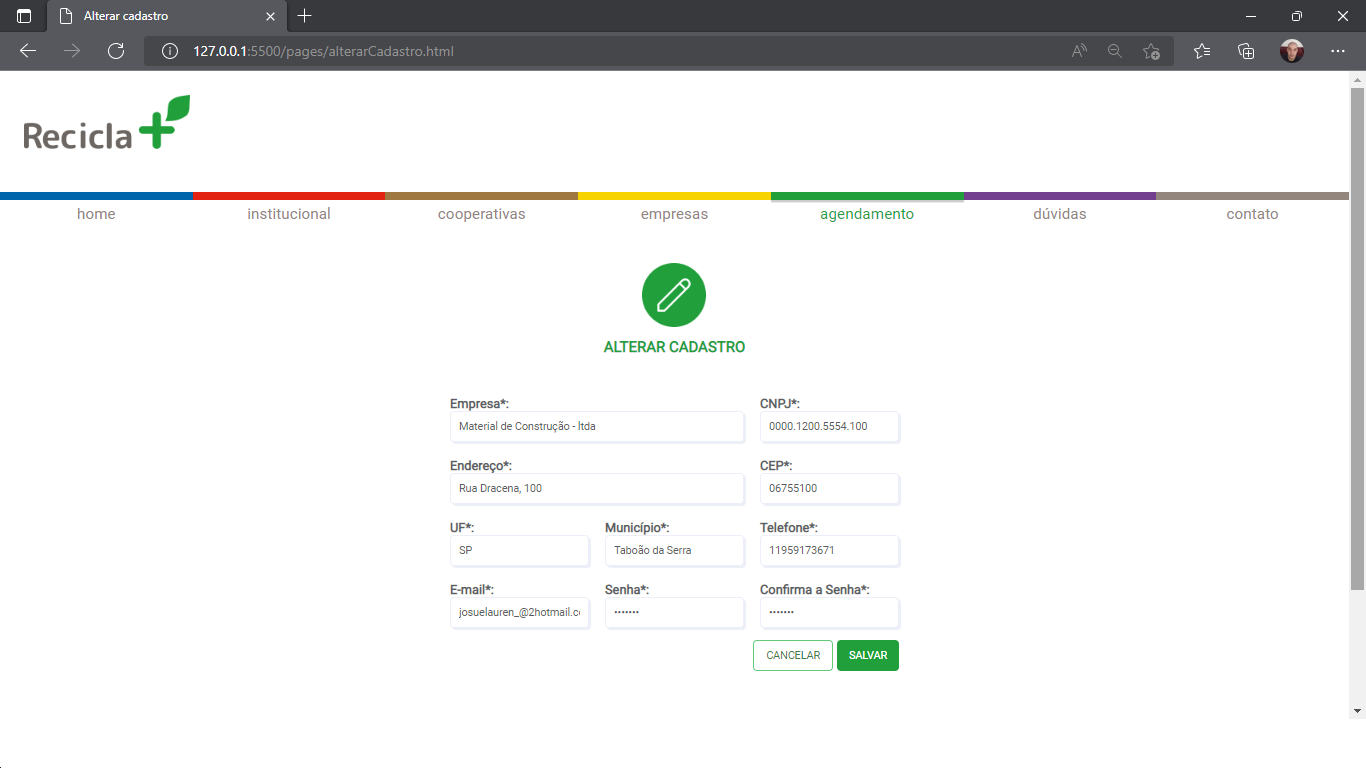 Alterar cadastro
127.0.0.1:5500/pages/alterarCadastro.html
Recicla
home institucional cooperativas empresas agendamento dúvidas contato
ALTERAR CADASTRO
Empresa*: CNPJ*:
Material de Construção - ltda 0000.1200.5554.100
Endereço*: CEP*:
Rua Dracena, 100 06755100
UF*: Município*: Telefone*:
SP Taboão da Serra 11959173671
E-mail*: Senha*: Confirma a Senha*:
josuelauren_@2hotmail.c ••••••• •••••••
CANCELAR SALVAR